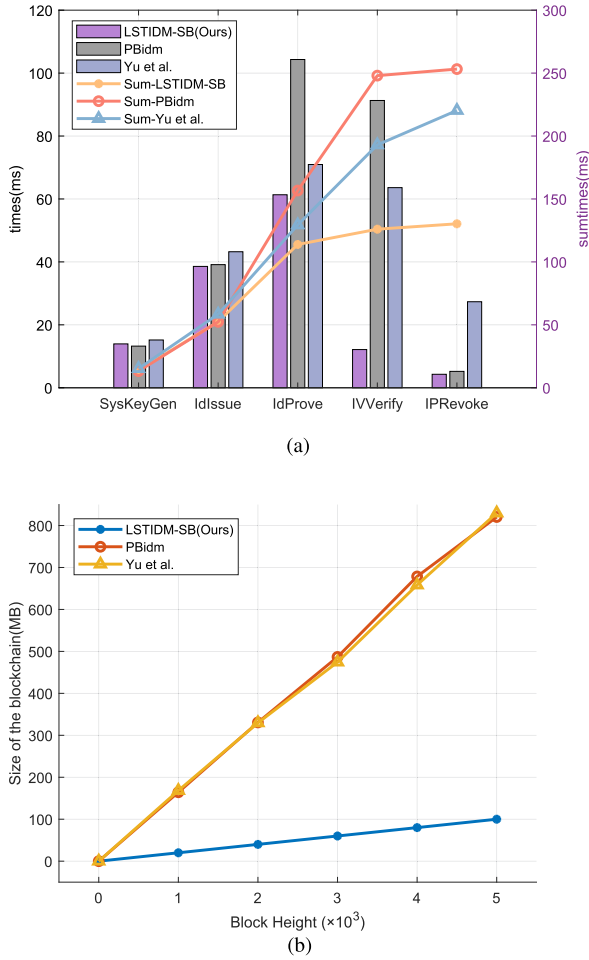 LSTIDM-SB(Ours)
PBidm
Yu et al.
Sum-LSTIDM-SB
Sum-PBidm
Sum-Yu et al.
times(ms)
120
100
80
60
40
20
0
sumtimes(ms)
300
250
200
150
100
50
0
SysKeyGen IdIssue IdProve IVVerify IPRevoke
(a)
LSTIDM-SB(Ours)
PBidm
Yu et al.
Size of the blockchain(MB)
800
700
600
500
400
300
200
100
0
0 1 2 3 4 5
Block Height (×10³)
(b)